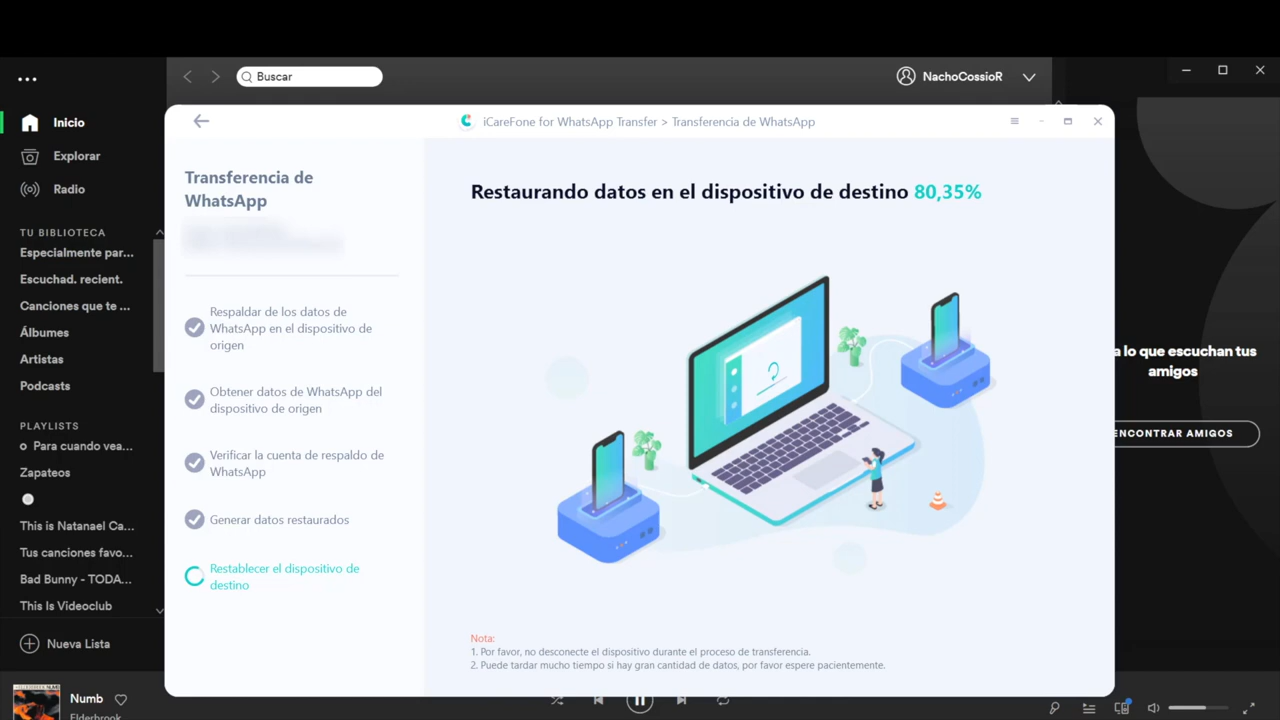 Buscar
NachoCossioR
Inicio
Explorar
Radio
TU BIBLIOTECA
Especialmente par...
Escuchad. recient.
Canciones que te ...
Álbumes
Artistas
Podcasts
PLAYLISTS
Para cuando vea...
Zapateos
This is Natanael Ca...
Tus canciones favo...
Bad Bunny - TODA...
This Is Videoclub
Nueva Lista
Numb
Elderbrook
iCareFone for WhatsApp Transfer > Transferencia de WhatsApp
Transferencia de
WhatsApp
Respaldar de los datos de
WhatsApp en el dispositivo de
origen
Obtener datos de WhatsApp del
dispositivo de origen
Verificar la cuenta de respaldo de
WhatsApp
Generar datos restaurados
Restablecer el dispositivo de
destino
Restaurando datos en el dispositivo de destino 80,35%
Nota:
1. Por favor, no desconecte el dispositivo durante el proceso de transferencia.
2. Puede tardar mucho tiempo si hay gran cantidad de datos, por favor espere pacientemente.
a lo que escuchan tus
amigos
ENCONTRAR AMIGOS